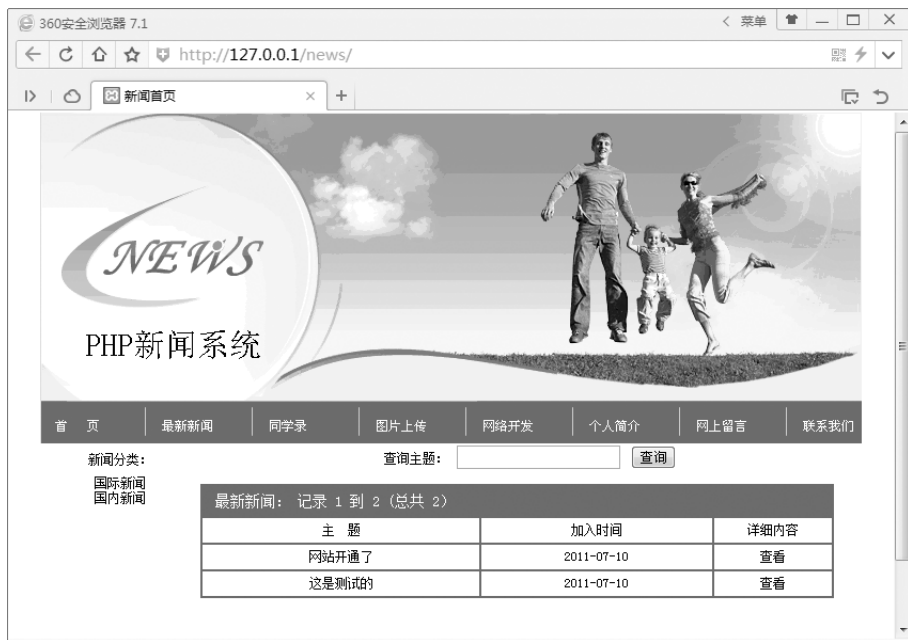 360安全浏览器 7.1
菜单
http://127.0.0.1/news/
新闻首页
NEWS
PHP新闻系统
首 页 最新新闻 同学录 图片上传 网络开发 个人简介 网上留言 联系我们
新闻分类： 查询主题： 查询
国际新闻
国内新闻
最新新闻： 记录 1 到 2 (总共 2)
主 题 加入时间 详细内容
网站开通了 2011-07-10 查看
这是测试的 2011-07-10 查看